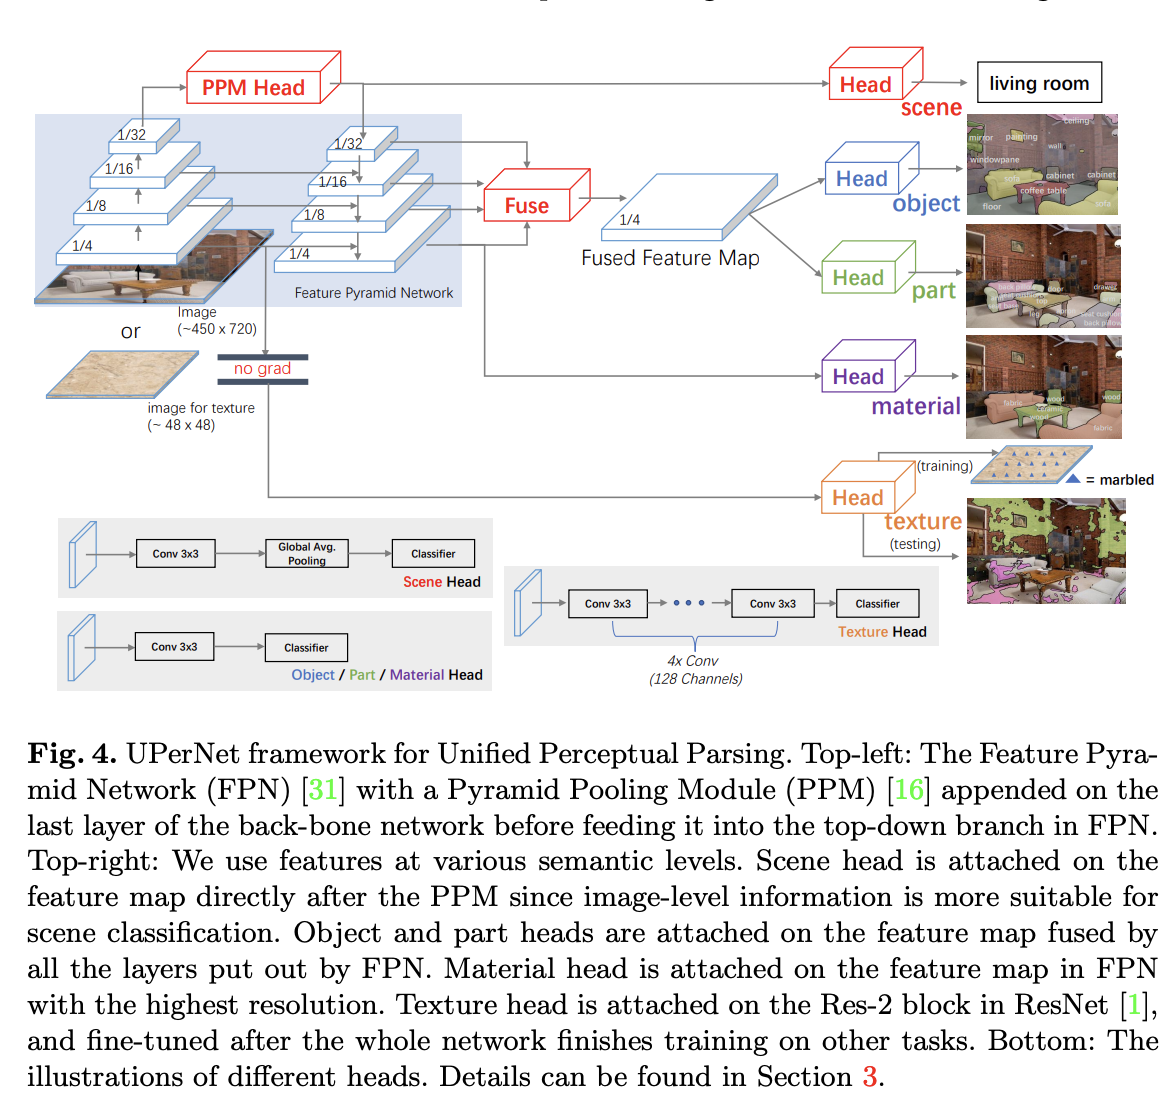 PPM Head
Head
scene
living room
1/32
1/16
1/8
1/4
1/32
1/16
1/8
1/4
Feature Pyramid Network
Fuse
1/4
Fused Feature Map
Head
object
Head
part
Head
material
Head
texture
(training)
(testing)
= marbled
ceiling
mirror
painting
wall
windowpane
sofa
cabinet
cabinet
coffee table
floor
sofa
door
drawer
top
leg
back pillow
fabric
wood
wood
ceramic
wood
fabric
Image
(~450 x 720)
or
no grad
image for texture
(~ 48 x 48)
Conv 3x3
Global Avg.
Pooling
Classifier
Scene Head
Conv 3x3
Classifier
Object / Part / Material Head
Conv 3x3
Conv 3x3
Classifier
Texture Head
4x Conv
(128 Channels)
Fig. 4. UPerNet framework for Unified Perceptual Parsing. Top-left: The Feature Pyra-
mid Network (FPN) [31] with a Pyramid Pooling Module (PPM) [16] appended on the
last layer of the back-bone network before feeding it into the top-down branch in FPN.
Top-right: We use features at various semantic levels. Scene head is attached on the
feature map directly after the PPM since image-level information is more suitable for
scene classification. Object and part heads are attached on the feature map fused by
all the layers put out by FPN. Material head is attached on the feature map in FPN
with the highest resolution. Texture head is attached on the Res-2 block in ResNet [1],
and fine-tuned after the whole network finishes training on other tasks. Bottom: The
illustrations of different heads. Details can be found in Section 3.